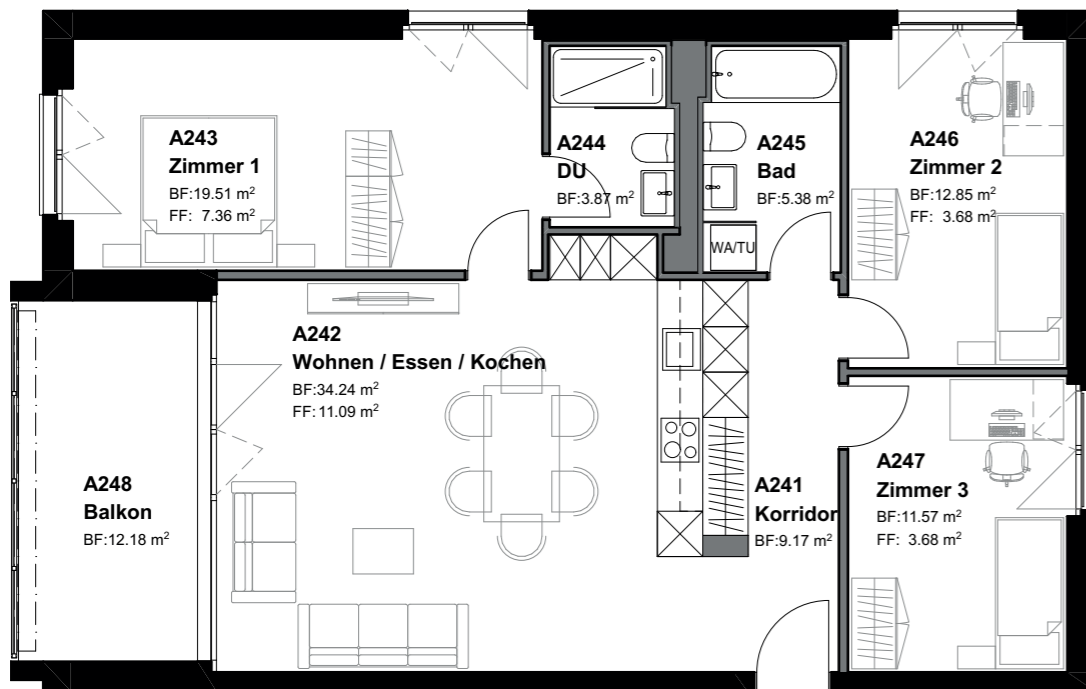 A243
Zimmer 1
BF:19.51 m²
FF: 7.36 m²
A244
DU
BF:3.87 m²
A245
Bad
BF:5.38 m²
WA/TU
A246
Zimmer 2
BF:12.85 m²
FF: 3.68 m²
A242
Wohnen / Essen / Kochen
BF:34.24 m²
FF: 11.09 m²
A248
Balkon
BF:12.18 m²
A241
Korridor
BF:9.17 m²
A247
Zimmer 3
BF:11.57 m²
FF: 3.68 m²